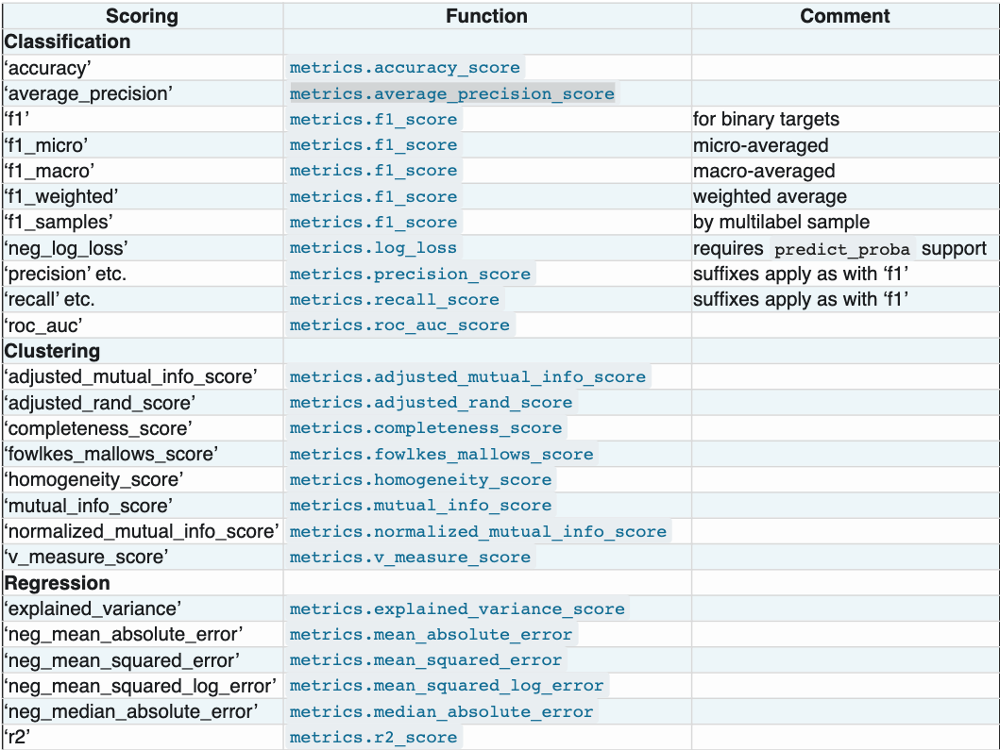 Scoring Function Comment
Classification
‘accuracy’ metrics.accuracy_score
‘average_precision’ metrics.average_precision_score
‘f1’ metrics.f1_score for binary targets
‘f1_micro’ metrics.f1_score micro-averaged
‘f1_macro’ metrics.f1_score macro-averaged
‘f1_weighted’ metrics.f1_score weighted average
‘f1_samples’ metrics.f1_score by multilabel sample
‘neg_log_loss’ metrics.log_loss requires predict_proba support
‘precision’ etc. metrics.precision_score suffixes apply as with ‘f1’
‘recall’ etc. metrics.recall_score suffixes apply as with ‘f1’
‘roc_auc’ metrics.roc_auc_score
Clustering
‘adjusted_mutual_info_score’ metrics.adjusted_mutual_info_score
‘adjusted_rand_score’ metrics.adjusted_rand_score
‘completeness_score’ metrics.completeness_score
‘fowlkes_mallows_score’ metrics.fowlkes_mallows_score
‘homogeneity_score’ metrics.homogeneity_score
‘mutual_info_score’ metrics.mutual_info_score
‘normalized_mutual_info_score’ metrics.normalized_mutual_info_score
‘v_measure_score’ metrics.v_measure_score
Regression
‘explained_variance’ metrics.explained_variance_score
‘neg_mean_absolute_error’ metrics.mean_absolute_error
‘neg_mean_squared_error’ metrics.mean_squared_error
‘neg_mean_squared_log_error’ metrics.mean_squared_log_error
‘neg_median_absolute_error’ metrics.median_absolute_error
‘r2’ metrics.r2_score